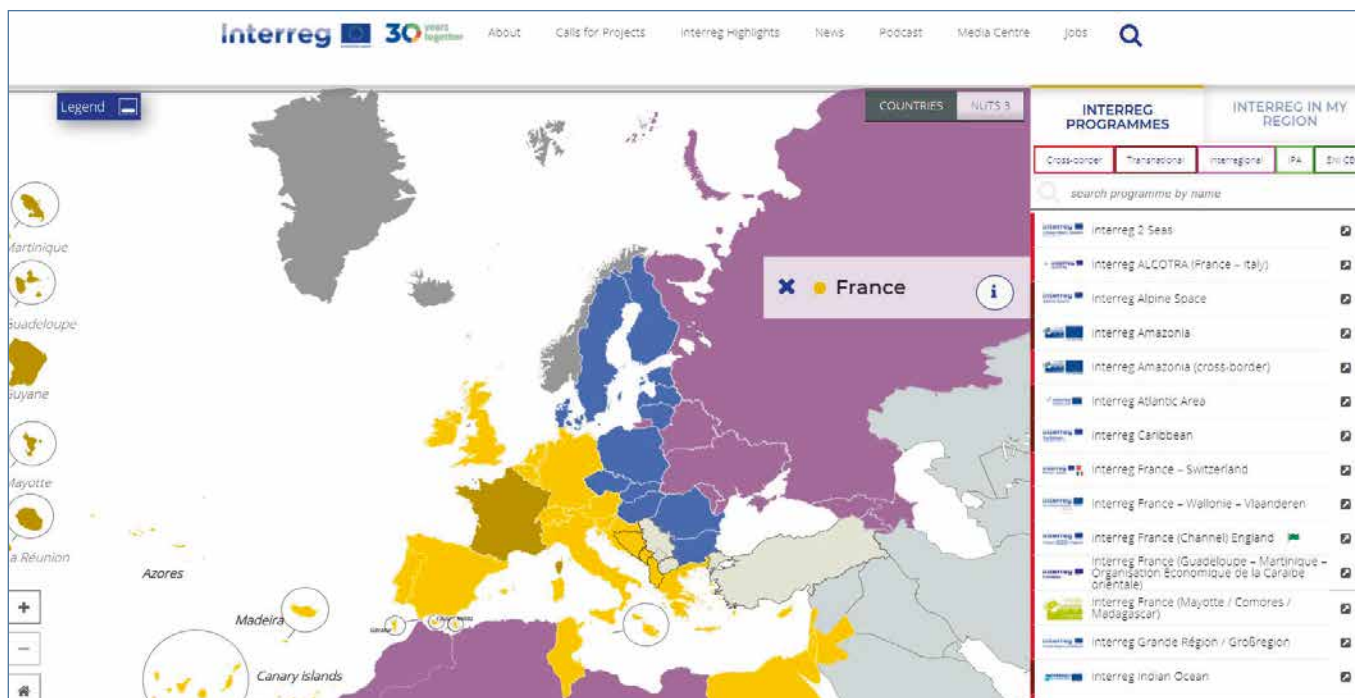 Interreg 30 years together About Calls for Projects Interreg Highlights News Podcast Media Centre Jobs
Legend
COUNTRIES NUTS 3
INTERREG PROGRAMMES
INTERREG IN MY REGION
Cross-border Transnational Interregional IPA ENI CB
search programme by name
France
i
Martinique
Guadeloupe
Guyane
Mayotte
a Réunion
Azores
Madeira
Canary Islands
Gibraltar
+
−
Interreg 2 Seas
Interreg ALCOTRA (France – Italy)
Interreg Alpine Space
Interreg Amazonia
Interreg Amazonia (cross-border)
Interreg Atlantic Area
Interreg Caribbean
Interreg France – Switzerland
Interreg France – Wallonie – Vlaanderen
Interreg France (Channel) England
Interreg France (Guadeloupe – Martinique –
Organisation Économique de la Caraïbe
orientale)
Interreg France (Mayotte / Comores /
Madagascar)
Interreg Grande Région / Großregion
Interreg Indian Ocean